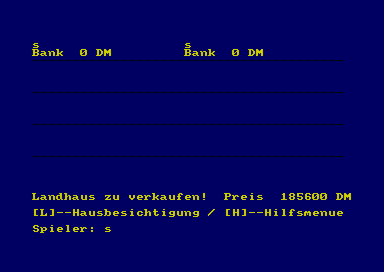 s s
Bank 0 DM Bank 0 DM
Landhaus zu verkaufen! Preis 185600 DM
[L]--Hausbesichtigung / [H]--Hilfsmenue
Spieler: s